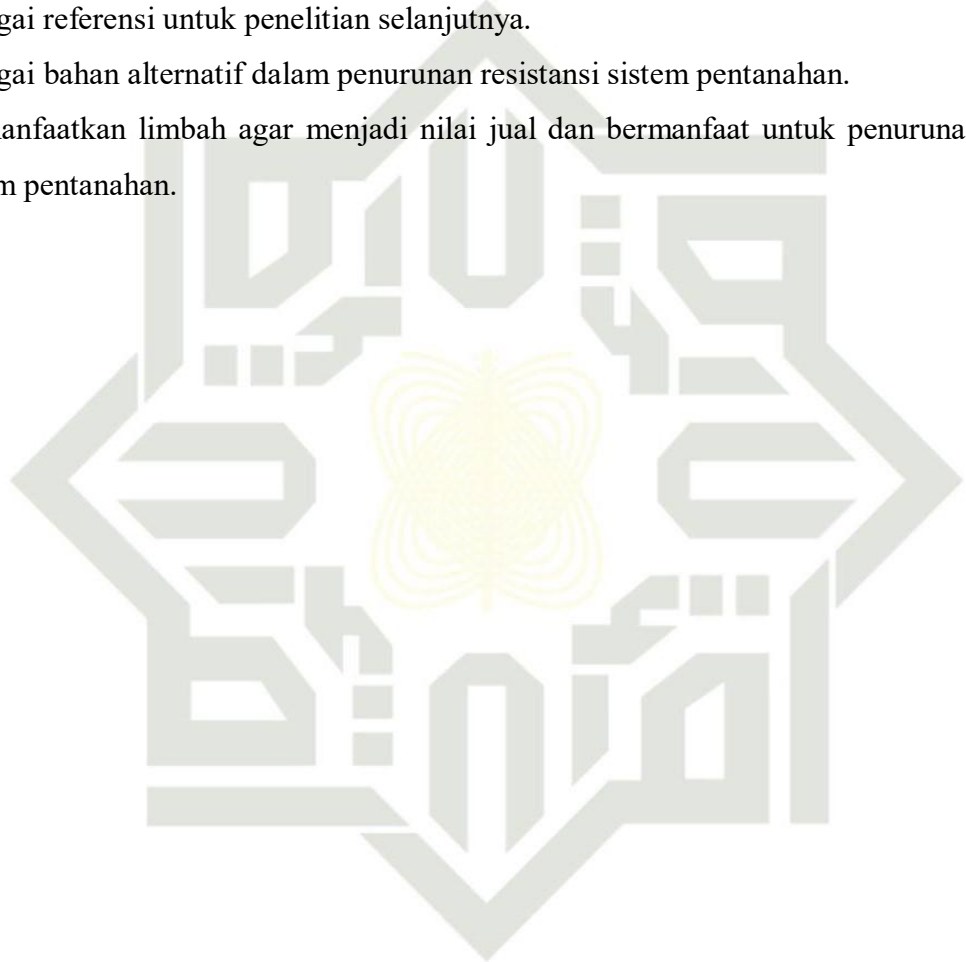 gai referensi untuk penelitian selanjutnya.
gai bahan alternatif dalam penurunan resistansi sistem pentanahan.
anfaatkan limbah agar menjadi nilai jual dan bermanfaat untuk penuruna
m pentanahan.